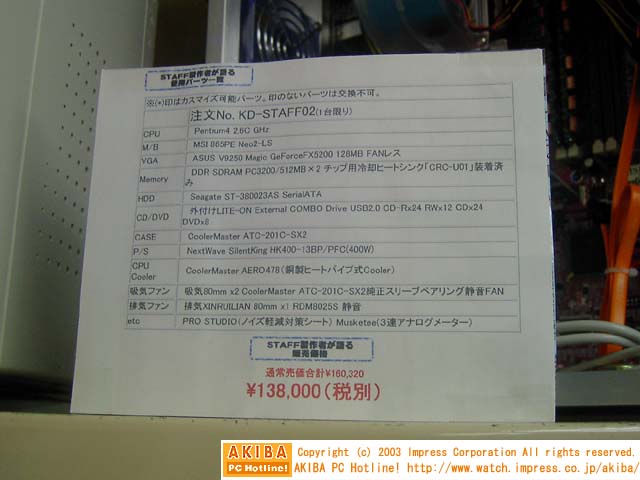 STAFF製作者が語る
使用パーツ一覧
※(*)印はカスマイズ可能パーツ。印のないパーツは交換不可。
注文No. KD-STAFF02(1台限り)
CPU Pentium4 2.60C GHz
M/B MSI 865PE Neo2-LS
VGA ASUS V9250 Magic GeForceFX5200 128MB FANレス
Memory DDR SDRAM PC3200/512MB×2 チップ用冷却ヒートシンク「CRC-U01」装着済
み
HDD Seagate ST-380023AS SerialATA
CD/DVD 外付けLITE-ON External COMBO Drive USB2.0 CD-Rx24 RWx12 CDx24
DVDx8
CASE CoolerMaster ATC-201C-SX2
P/S NextWave SilentKing HK400-13BP/PFC(400W)
CPU
Cooler CoolerMaster AERO478(銅製ヒートパイプ式Cooler)
吸気ファン 吸気80mm x2 CoolerMaster ATC-201C-SX2純正スリーブベアリング静音FAN
排気ファン 排気XINRUILIAN 80mm x1 RDM8025S 静音
etc PRO STUDIO(ノイズ軽減対策シート) Musketee(3連アナログメーター)
STAFF製作者が語る
販売価格
通常売価合計¥160,320
¥138,000(税別)
AKIBA
PC Hotline!
Copyright (c) 2003 Impress Corporation All rights reserved.
AKIBA PC Hotline! http://www.watch.impress.co.jp/akiba/